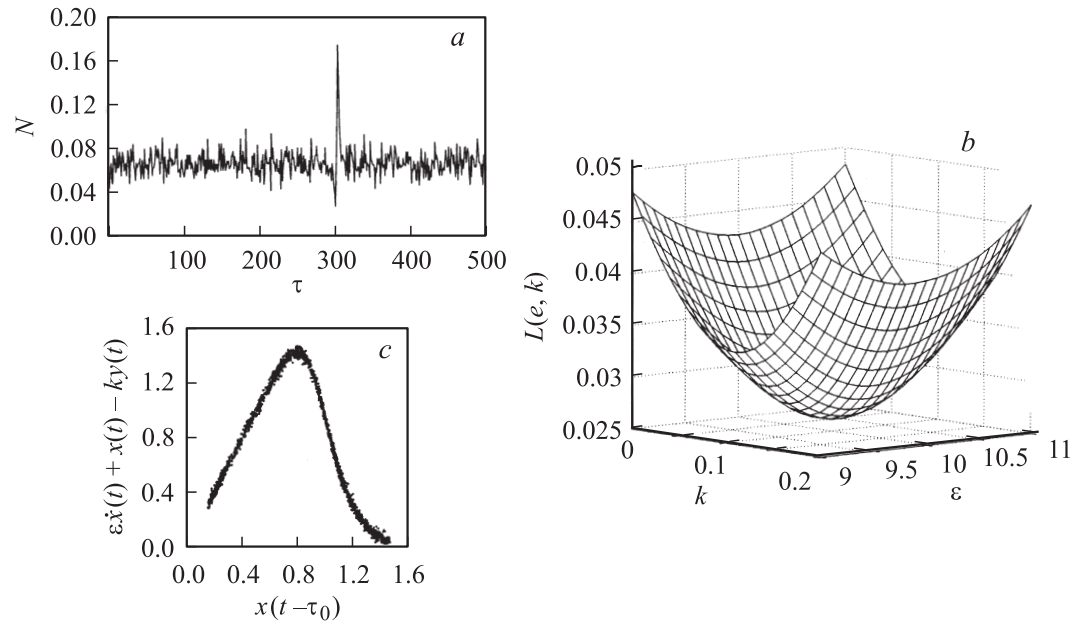 0.20
a
0.16
0.12
N
0.08
0.04
0.00
100 200 300 400 500
τ
b
0.05
0.045
0.04
L(e, k)
0.035
0.03
0.025
0 0.1 0.2
k
9 9.5 10 10.5 11
ε
1.6
c
1.2
εẋ(t) + x(t) – ky(t)
0.8
0.4
0.0
0.0 0.4 0.8 1.2 1.6
x(t – τ₀)